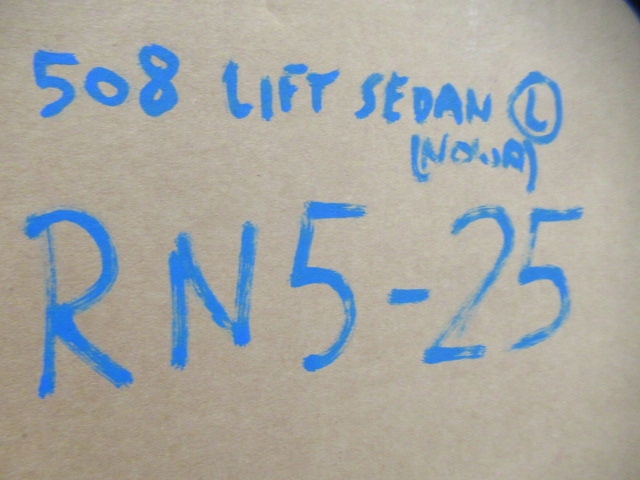 508 LIFT SEDAN Ⓛ
(NOWA)
RN5-25